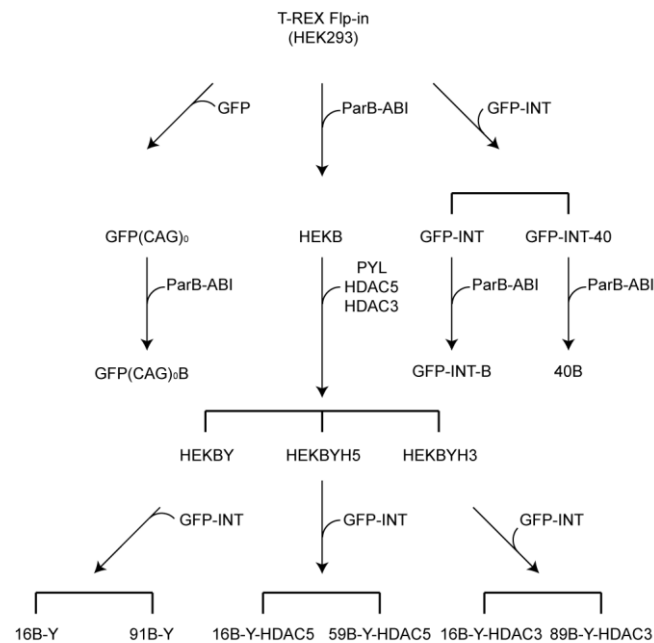 T-REX Flp-in
(HEK293)
GFP
ParB-ABI
GFP-INT
GFP(CAG)₀
HEKB
GFP-INT
GFP-INT-40
ParB-ABI
PYL
HDAC5
HDAC3
ParB-ABI
ParB-ABI
GFP(CAG)₀B
GFP-INT-B
40B
HEKBY
HEKBYH5
HEKBYH3
GFP-INT
GFP-INT
GFP-INT
16B-Y
91B-Y
16B-Y-HDAC5
59B-Y-HDAC5
16B-Y-HDAC3
89B-Y-HDAC3